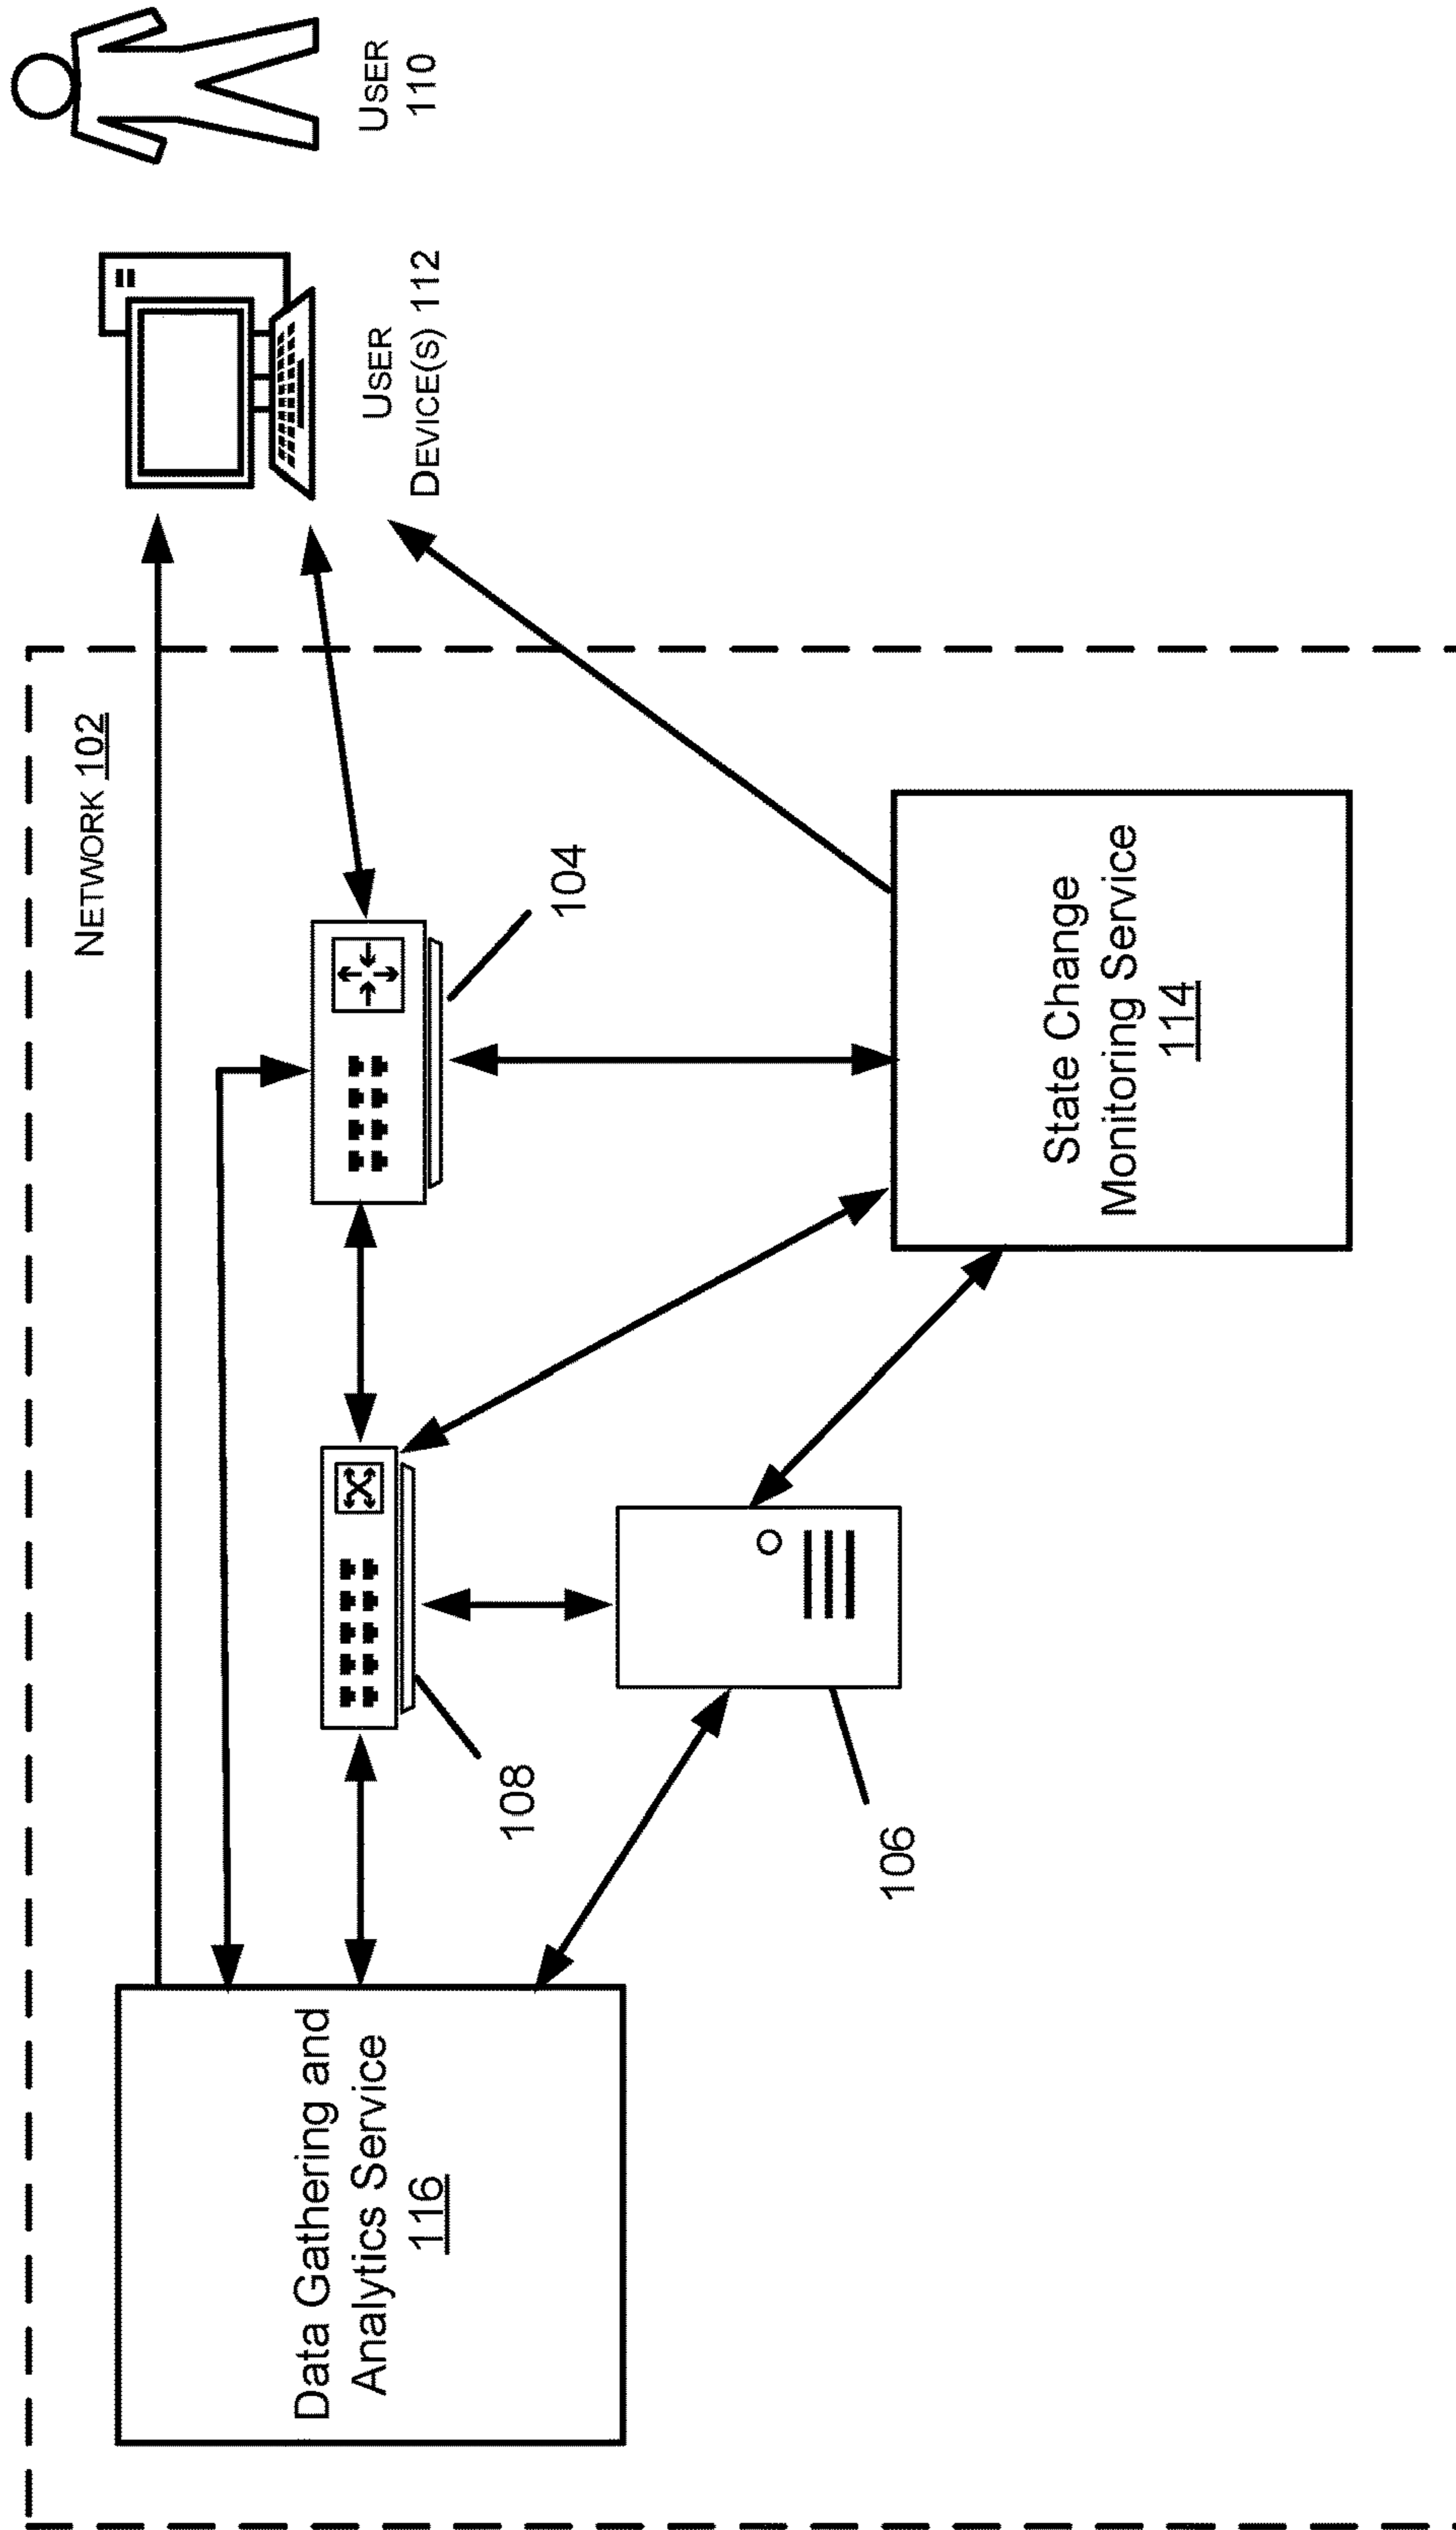 NETWORK 102
Data Gathering and
Analytics Service
116
108
106
104
State Change
Monitoring Service
114
USER
DEVICE(S) 112
USER
110